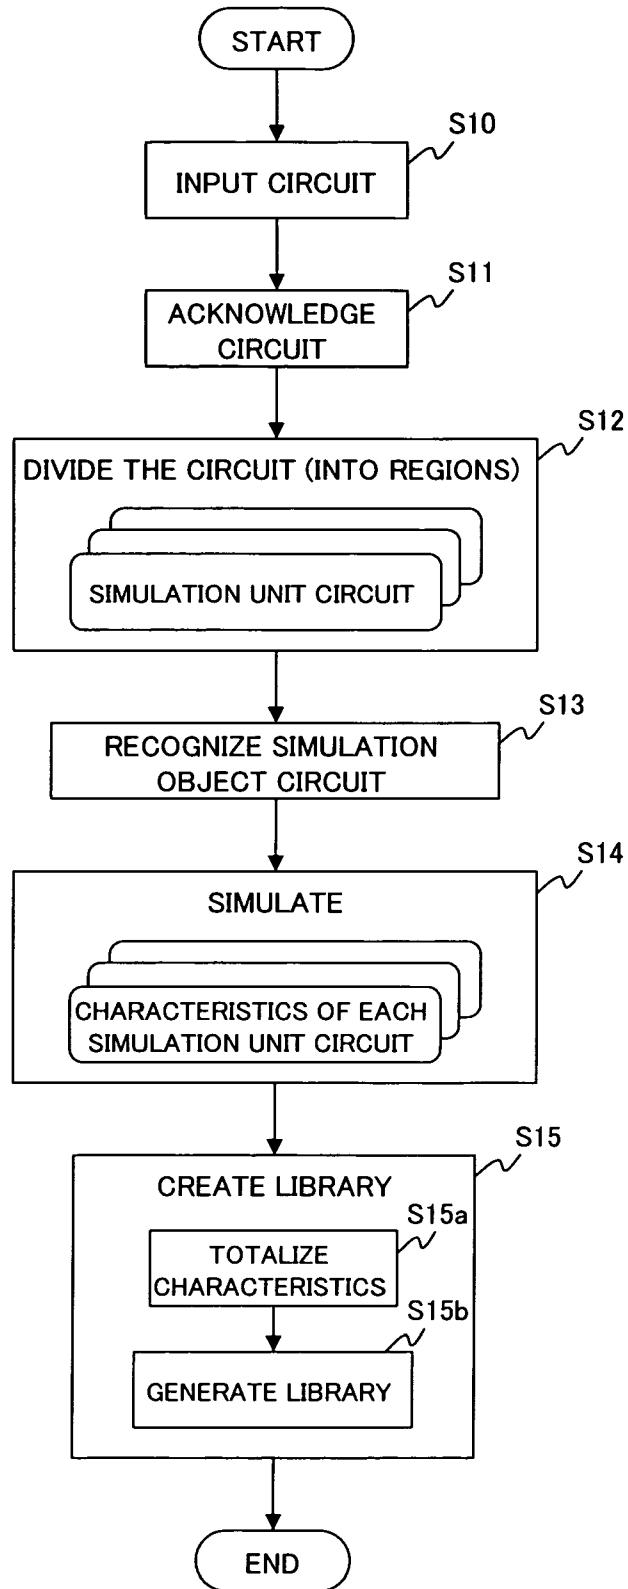 START
S10
INPUT CIRCUIT
S11
ACKNOWLEDGE
CIRCUIT
S12
DIVIDE THE CIRCUIT (INTO REGIONS)
SIMULATION UNIT CIRCUIT
S13
RECOGNIZE SIMULATION
OBJECT CIRCUIT
S14
SIMULATE
CHARACTERISTICS OF EACH
SIMULATION UNIT CIRCUIT
S15
CREATE LIBRARY
S15a
TOTALIZE
CHARACTERISTICS
S15b
GENERATE LIBRARY
END